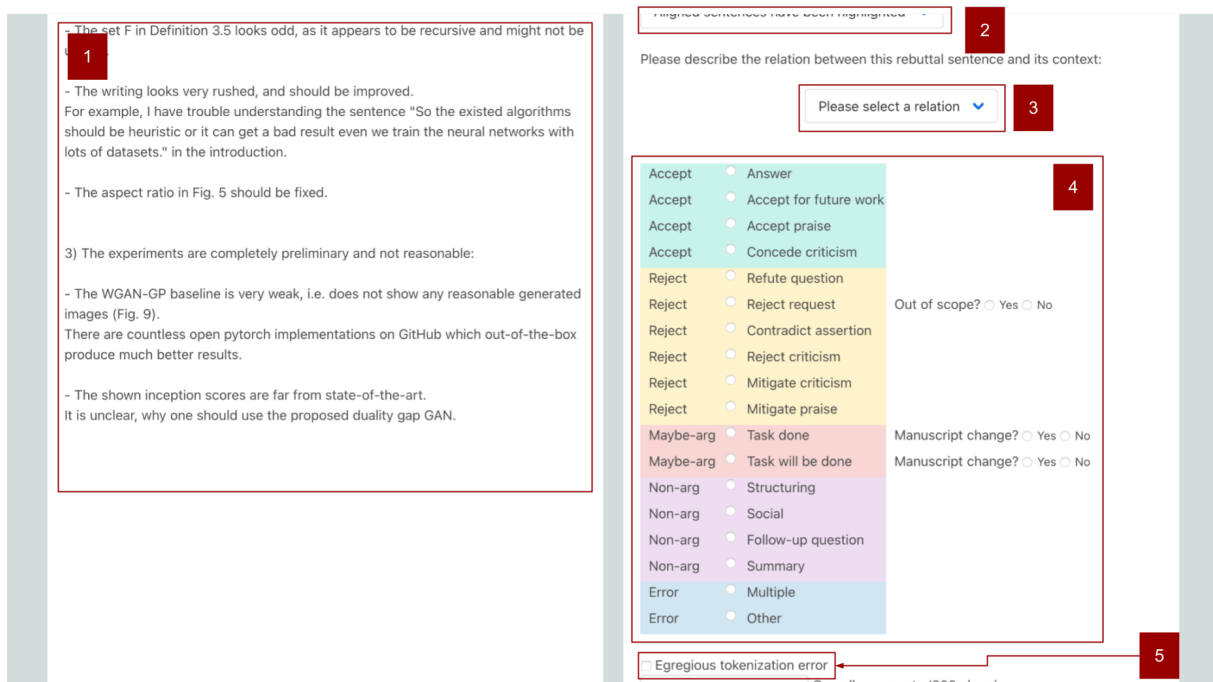 - The set F in Definition 3.5 looks odd, as it appears to be recursive and might not be
1
- The writing looks very rushed, and should be improved.
For example, I have trouble understanding the sentence "So the existed algorithms
should be heuristic or it can get a bad result even we train the neural networks with
lots of datasets." in the introduction.
- The aspect ratio in Fig. 5 should be fixed.
3) The experiments are completely preliminary and not reasonable:
- The WGAN-GP baseline is very weak, i.e. does not show any reasonable generated
images (Fig. 9).
There are countless open pytorch implementations on GitHub which out-of-the-box
produce much better results.
- The shown inception scores are far from state-of-the-art.
It is unclear, why one should use the proposed duality gap GAN.
Aligned sentences have been highlighted
2
Please describe the relation between this rebuttal sentence and its context:
Please select a relation
3
4
Accept Answer
Accept Accept for future work
Accept Accept praise
Accept Concede criticism
Reject Refute question
Reject Reject request Out of scope? Yes No
Reject Contradict assertion
Reject Reject criticism
Reject Mitigate criticism
Reject Mitigate praise
Maybe-arg Task done Manuscript change? Yes No
Maybe-arg Task will be done Manuscript change? Yes No
Non-arg Structuring
Non-arg Social
Non-arg Follow-up question
Non-arg Summary
Error Multiple
Error Other
Egregious tokenization error
5